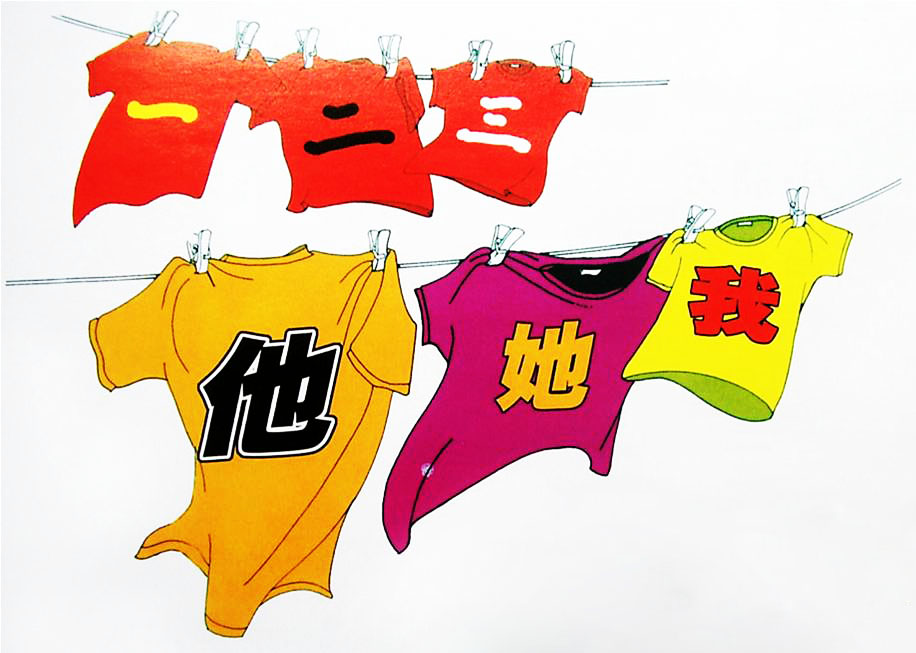 一 二 三
他 她 我